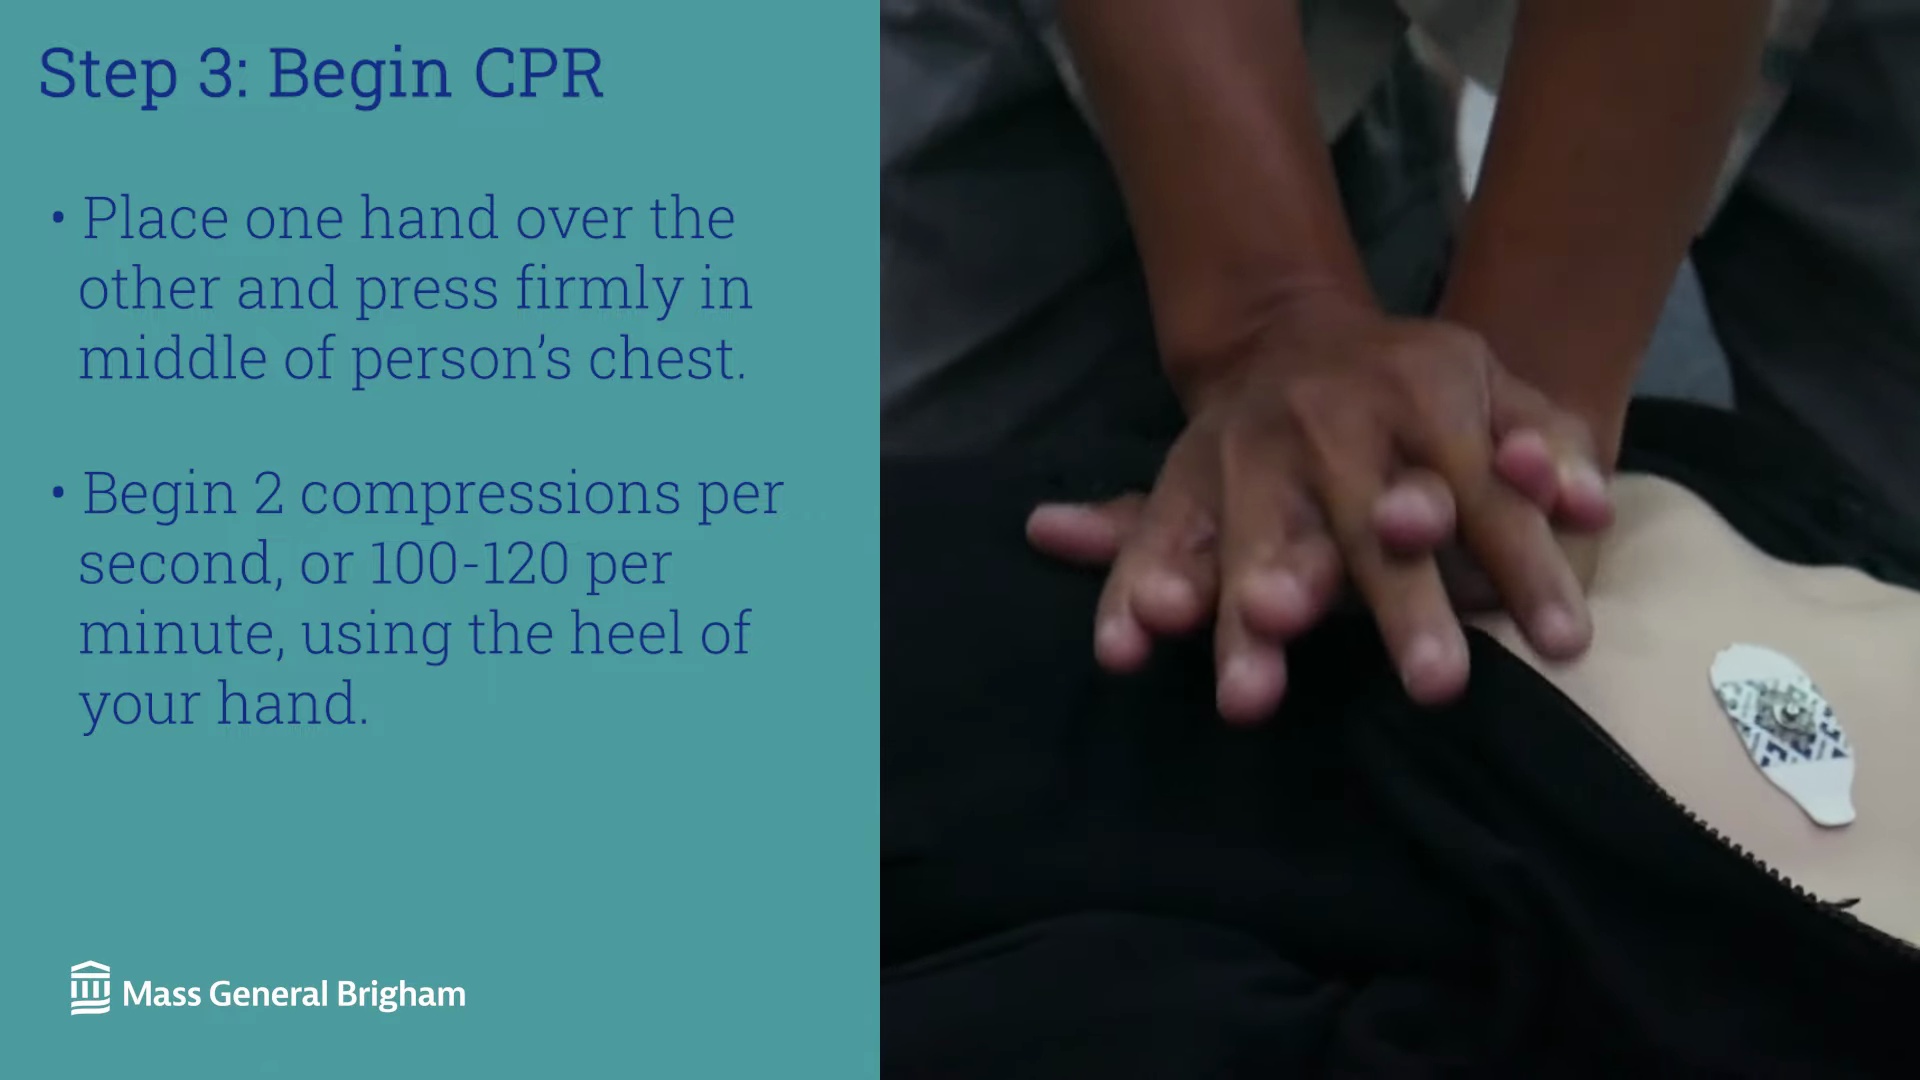 Step 3: Begin CPR
• Place one hand over the
other and press firmly in
middle of person’s chest.
• Begin 2 compressions per
second, or 100-120 per
minute, using the heel of
your hand.
Mass General Brigham